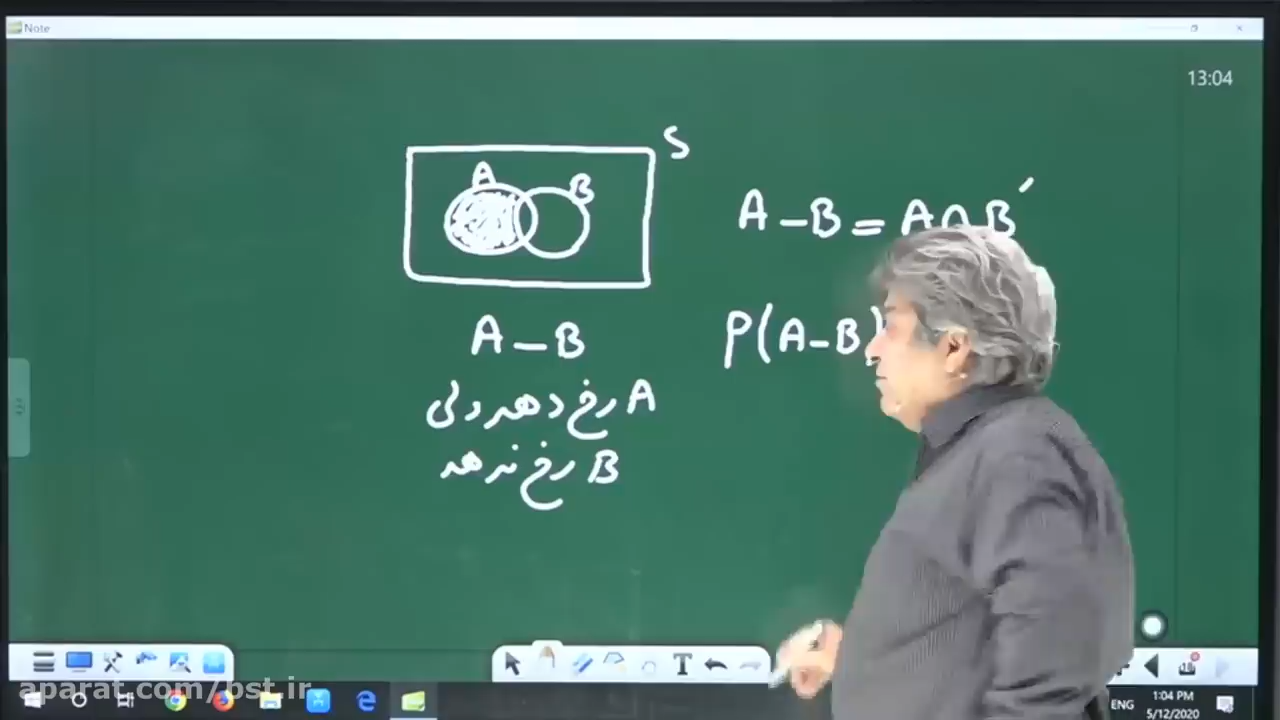 Note
13:04
S
A
B
A-B=A∩B′
A-B
P(A-B)
A رخ دهد ولی
B رخ ندهد
aparat.com/bst.ir
T
ENG
1:04 PM
5/12/2020